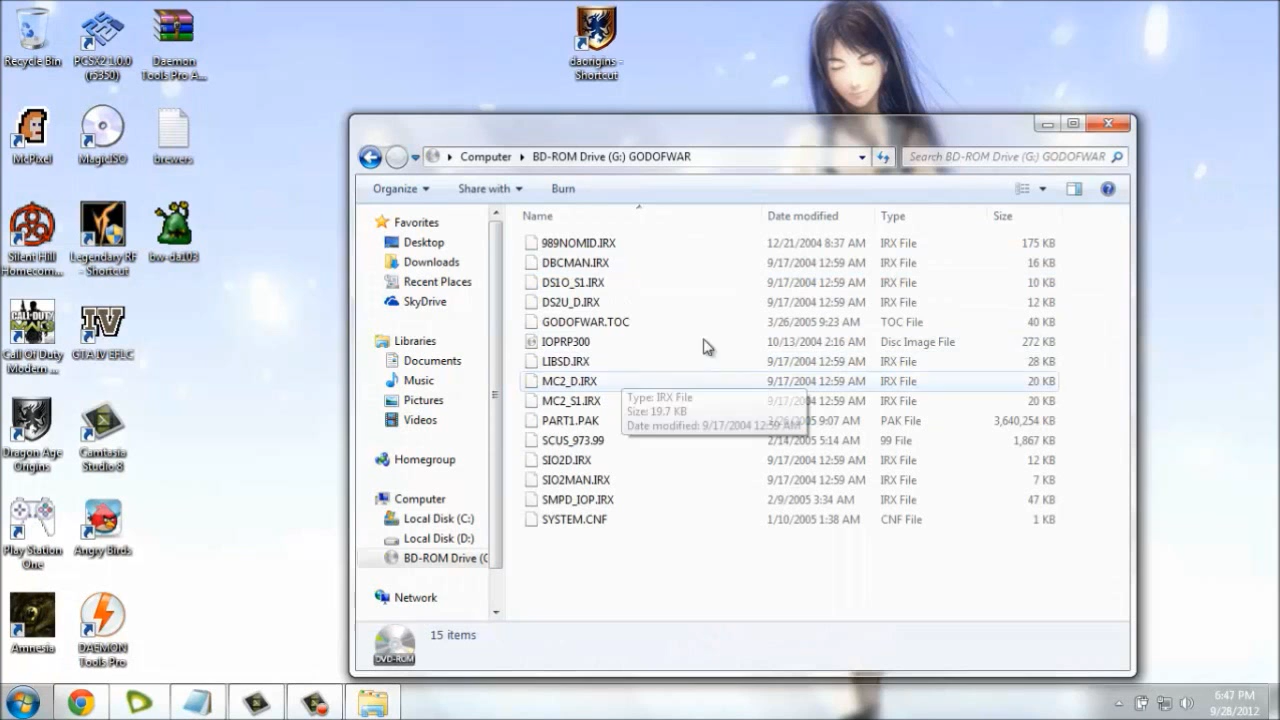 Recycle Bin
PCSX2 1.0.0
(r5350)
Daemon
Tools Pro A...
daorigins -
Shortcut
McPixel
MagicISO
brewers
Silent Hill
Homecom...
Legendary RF
- Shortcut
bw-da103
Call Of Duty
Modern ...
GTA IV EFLC
Dragon Age
Origins
Camtasia
Studio 8
Play Station
One
Angry Birds
Amnesia
DAEMON
Tools Pro
Computer BD-ROM Drive (G:) GODOFWAR
Search BD-ROM Drive (G:) GODOFWAR
Organize Share with Burn
Favorites
Desktop
Downloads
Recent Places
SkyDrive
Libraries
Documents
Music
Pictures
Videos
Homegroup
Computer
Local Disk (C:)
Local Disk (D:)
BD-ROM Drive (G
Network
Name Date modified Type Size
989NOMID.IRX 12/21/2004 8:37 AM IRX File 175 KB
DBCMAN.IRX 9/17/2004 12:59 AM IRX File 16 KB
DS1O_S1.IRX 9/17/2004 12:59 AM IRX File 10 KB
DS2U_D.IRX 9/17/2004 12:59 AM IRX File 12 KB
GODOFWAR.TOC 3/26/2005 9:23 AM TOC File 40 KB
IOPRP300 10/13/2004 2:16 AM Disc Image File 272 KB
LIBSD.IRX 9/17/2004 12:59 AM IRX File 28 KB
MC2_D.IRX 9/17/2004 12:59 AM IRX File 20 KB
MC2_S1.IRX 9/17/2004 12:59 AM IRX File 20 KB
PART1.PAK 3/26/2005 9:07 AM PAK File 3,640,254 KB
SCUS_973.99 2/14/2005 5:14 AM 99 File 1,867 KB
SIO2D.IRX 9/17/2004 12:59 AM IRX File 12 KB
SIO2MAN.IRX 9/17/2004 12:59 AM IRX File 7 KB
SMPD_IOP.IRX 2/9/2005 3:34 AM IRX File 47 KB
SYSTEM.CNF 1/10/2005 1:38 AM CNF File 1 KB
Type: IRX File
Size: 19.7 KB
Date modified: 9/17/2004 12:59 AM
DVD-ROM
15 items
6:47 PM
9/28/2012